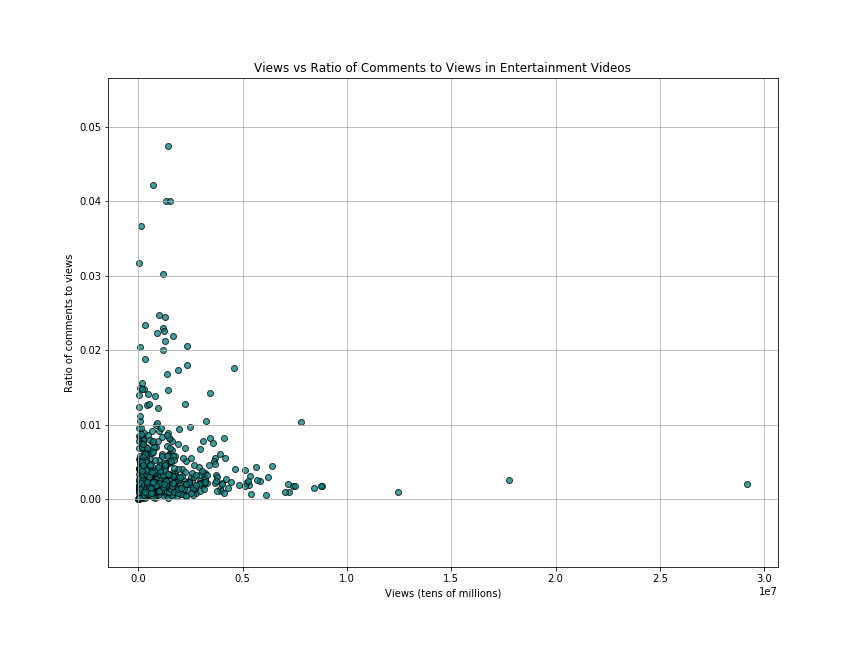 Views vs Ratio of Comments to Views in Entertainment Videos
Ratio of comments to views
0.05
0.04
0.03
0.02
0.01
0.00
0.0 0.5 1.0 1.5 2.0 2.5 3.0
1e7
Views (tens of millions)